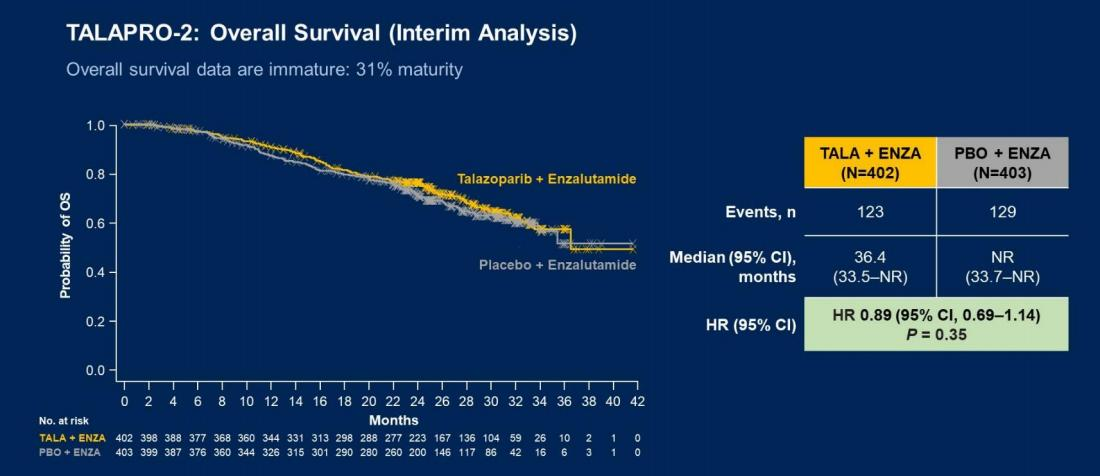 TALAPRO-2: Overall Survival (Interim Analysis)
Overall survival data are immature: 31% maturity
Probability of OS
1.0
0.8
0.6
0.4
0.2
0.0
Talazoparib + Enzalutamide
Placebo + Enzalutamide
0 2 4 6 8 10 12 14 16 18 20 22 24 26 28 30 32 34 36 38 40 42
Months
No. at risk
TALA + ENZA 402 398 388 377 368 360 344 331 313 298 288 277 223 167 136 104 59 26 10 2 1 0
PBO + ENZA 403 399 387 376 360 344 326 315 301 290 280 260 200 146 117 86 42 16 6 3 1 0
TALA + ENZA PBO + ENZA
(N=402) (N=403)
Events, n 123 129
Median (95% CI), 36.4 NR
months (33.5–NR) (33.7–NR)
HR (95% CI) HR 0.89 (95% CI, 0.69–1.14)
P = 0.35